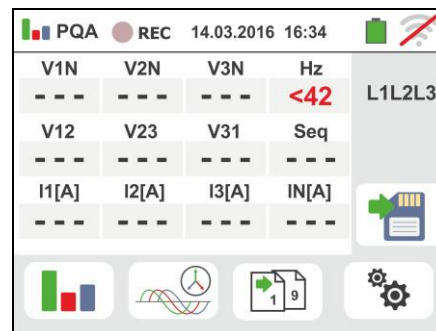 PQA REC 14.03.2016 16:34
V1N V2N V3N Hz
- - - - - - - - - <42 L1L2L3
V12 V23 V31 Seq
- - - - - - - - - - - -
I1[A] I2[A] I3[A] IN[A]
- - - - - - - - - - - -
1 9